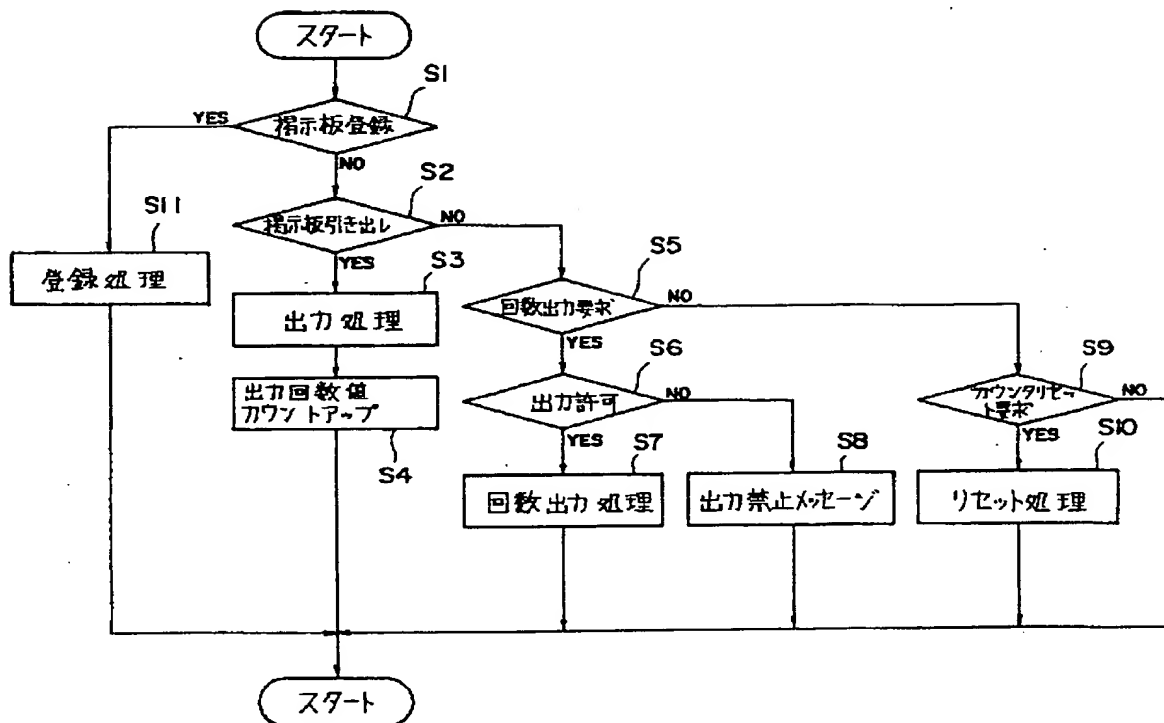 スタート
S1
掲示板登録
YES
NO
S2
掲示板引き出し
NO
YES
S11
登録処理
S3
出力処理
出力回数値
カウントアップ
S4
S5
回数出力要求
NO
YES
S6
出力許可
NO
YES
S7
回数出力処理
S8
出力禁止メッセージ
S9
カウンタリセッ
ト要求
NO
YES
S10
リセット処理
スタート